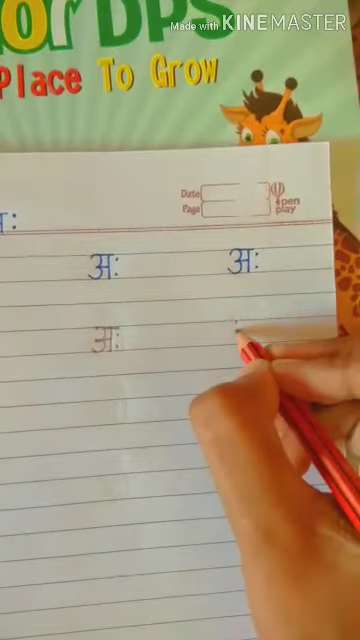 Made with KINEMASTER
or DPS
Place To Grow
Date
Page
Open play
अः अः
अः